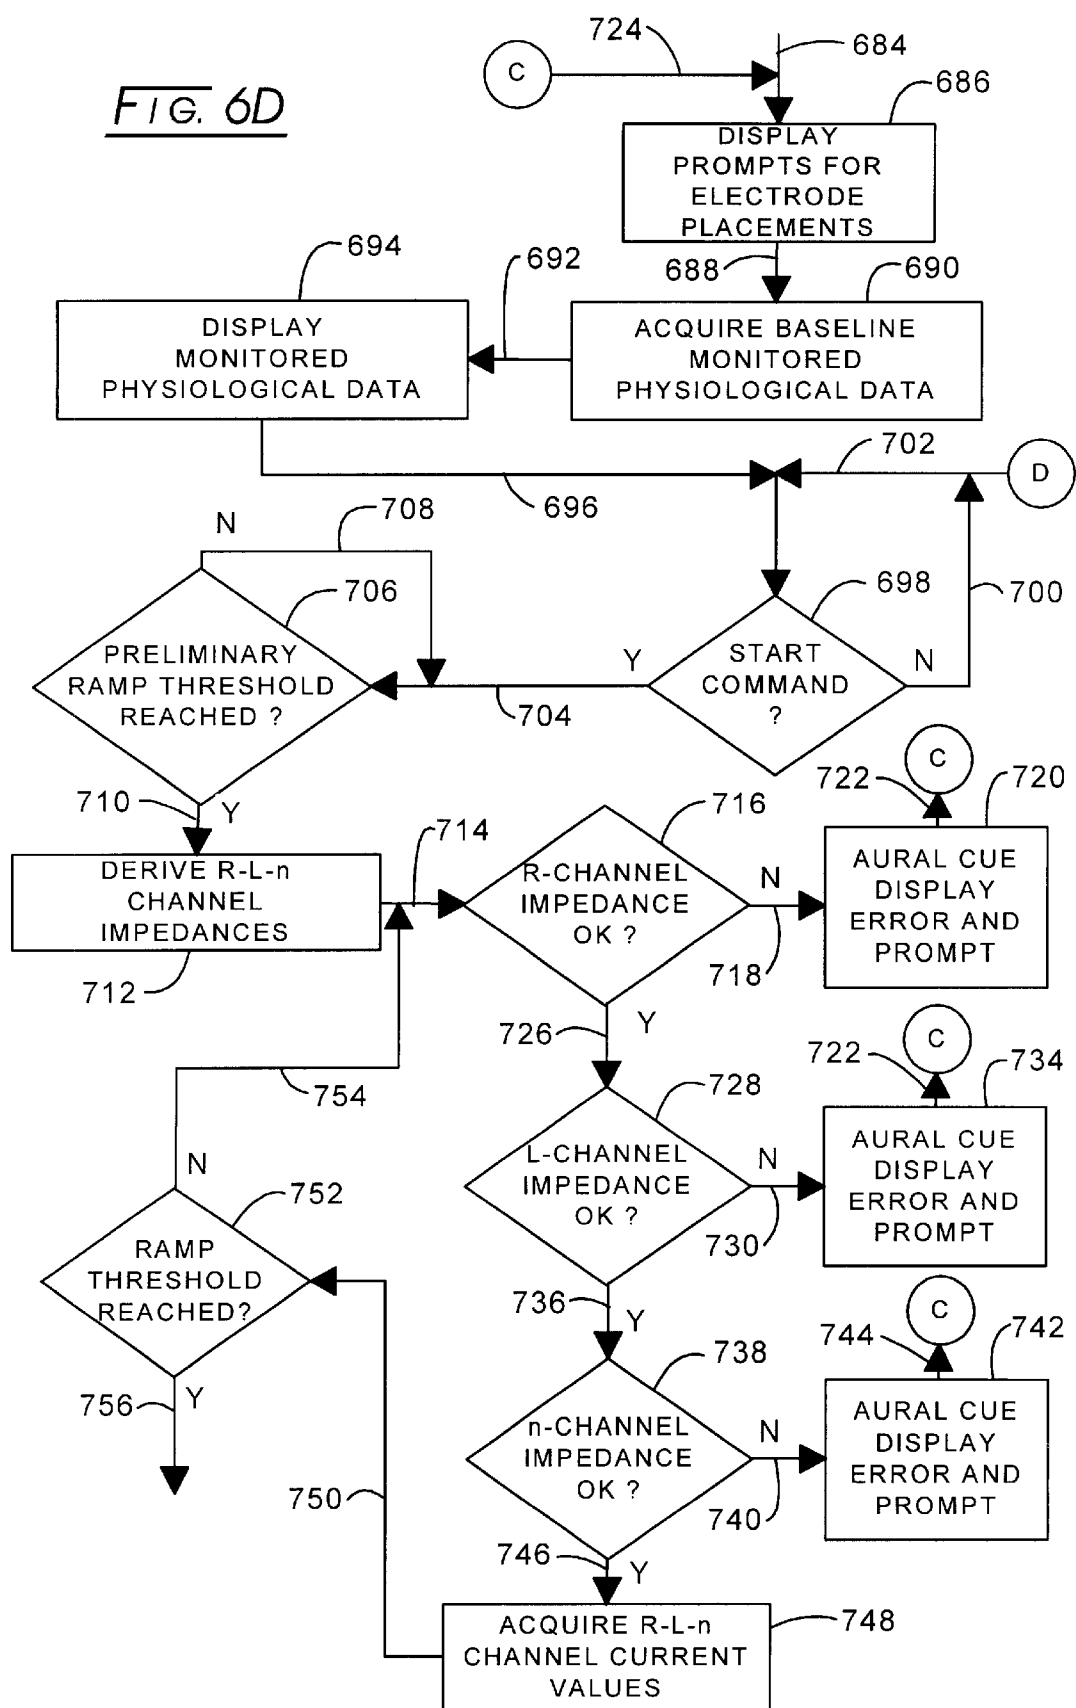 FIG. 6D
C
724
684
686
DISPLAY
PROMPTS FOR
ELECTRODE
PLACEMENTS
688
690
ACQUIRE BASELINE
MONITORED
PHYSIOLOGICAL DATA
692
694
DISPLAY
MONITORED
PHYSIOLOGICAL DATA
696
702
D
700
698
START
COMMAND
?
N
Y
704
N
708
706
PRELIMINARY
RAMP THRESHOLD
REACHED ?
710
Y
DERIVE R-L-n
CHANNEL
IMPEDANCES
712
714
716
R-CHANNEL
IMPEDANCE
OK ?
N
718
C
722
720
AURAL CUE
DISPLAY
ERROR AND
PROMPT
726
Y
728
L-CHANNEL
IMPEDANCE
OK ?
N
730
C
722
734
AURAL CUE
DISPLAY
ERROR AND
PROMPT
736
Y
738
n-CHANNEL
IMPEDANCE
OK ?
N
740
C
744
742
AURAL CUE
DISPLAY
ERROR AND
PROMPT
746
Y
ACQUIRE R-L-n
CHANNEL CURRENT
VALUES
748
750
752
RAMP
THRESHOLD
REACHED?
N
754
Y
756